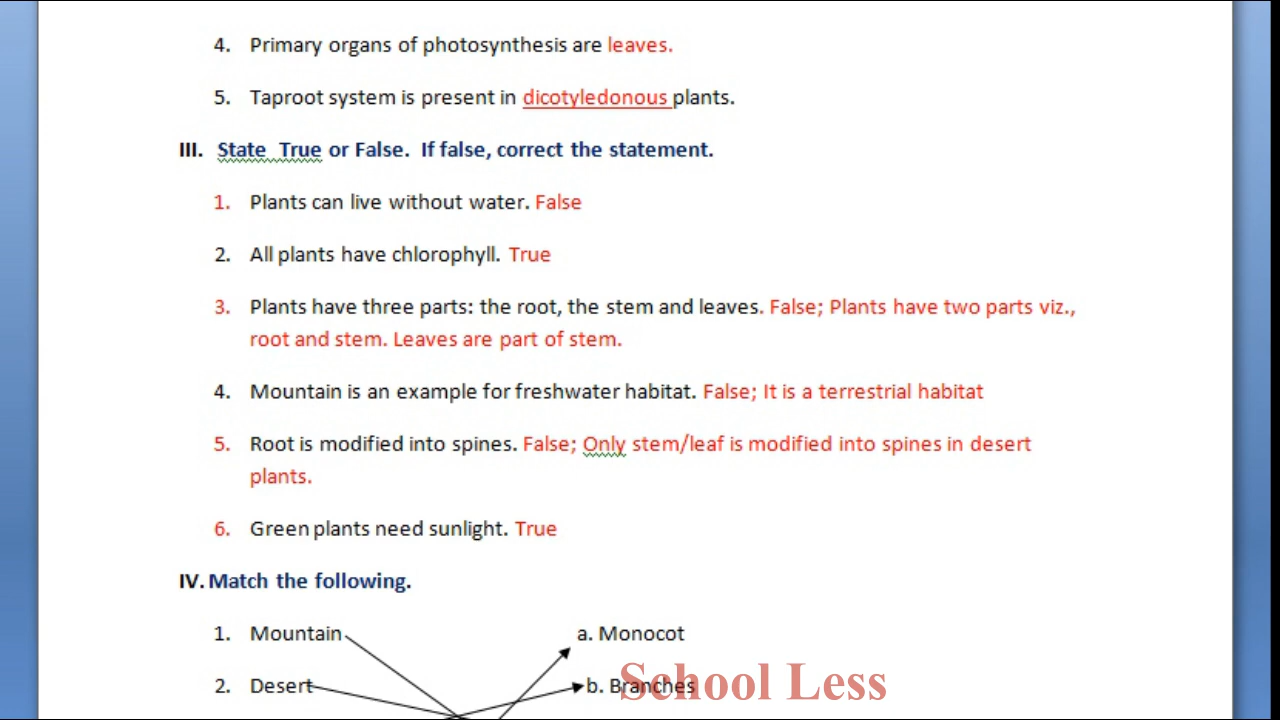 4. Primary organs of photosynthesis are leaves.
5. Taproot system is present in dicotyledonous plants.
III. State True or False. If false, correct the statement.
1. Plants can live without water. False
2. All plants have chlorophyll. True
3. Plants have three parts: the root, the stem and leaves. False; Plants have two parts viz.,
root and stem. Leaves are part of stem.
4. Mountain is an example for freshwater habitat. False; It is a terrestrial habitat
5. Root is modified into spines. False; Only stem/leaf is modified into spines in desert
plants.
6. Green plants need sunlight. True
IV. Match the following.
1. Mountain a. Monocot
2. Desert b. Branches
School Less